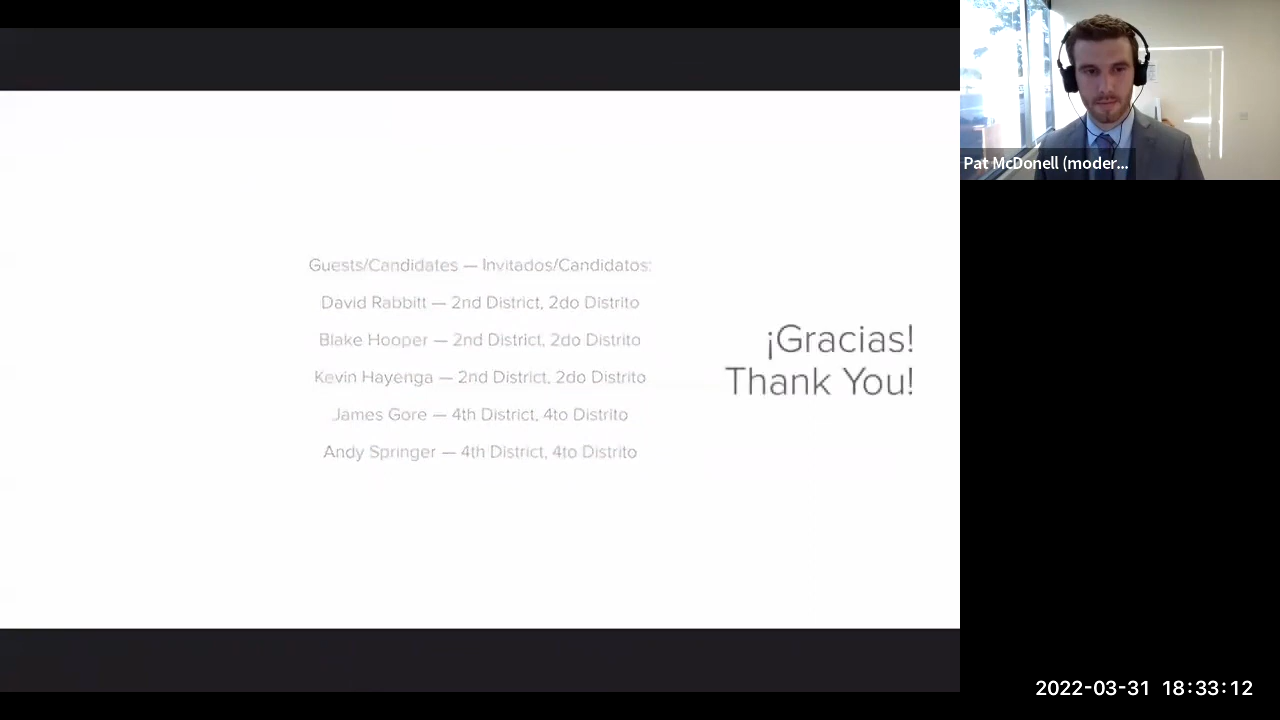 Guests/Candidates — Invitados/Candidatos:
David Rabbitt — 2nd District, 2do Distrito
Blake Hooper — 2nd District, 2do Distrito
Kevin Hayenga — 2nd District, 2do Distrito
James Gore — 4th District, 4to Distrito
Andy Springer — 4th District, 4to Distrito
¡Gracias!
Thank You!
Pat McDonell (moder...
2022-03-31 18:33:12